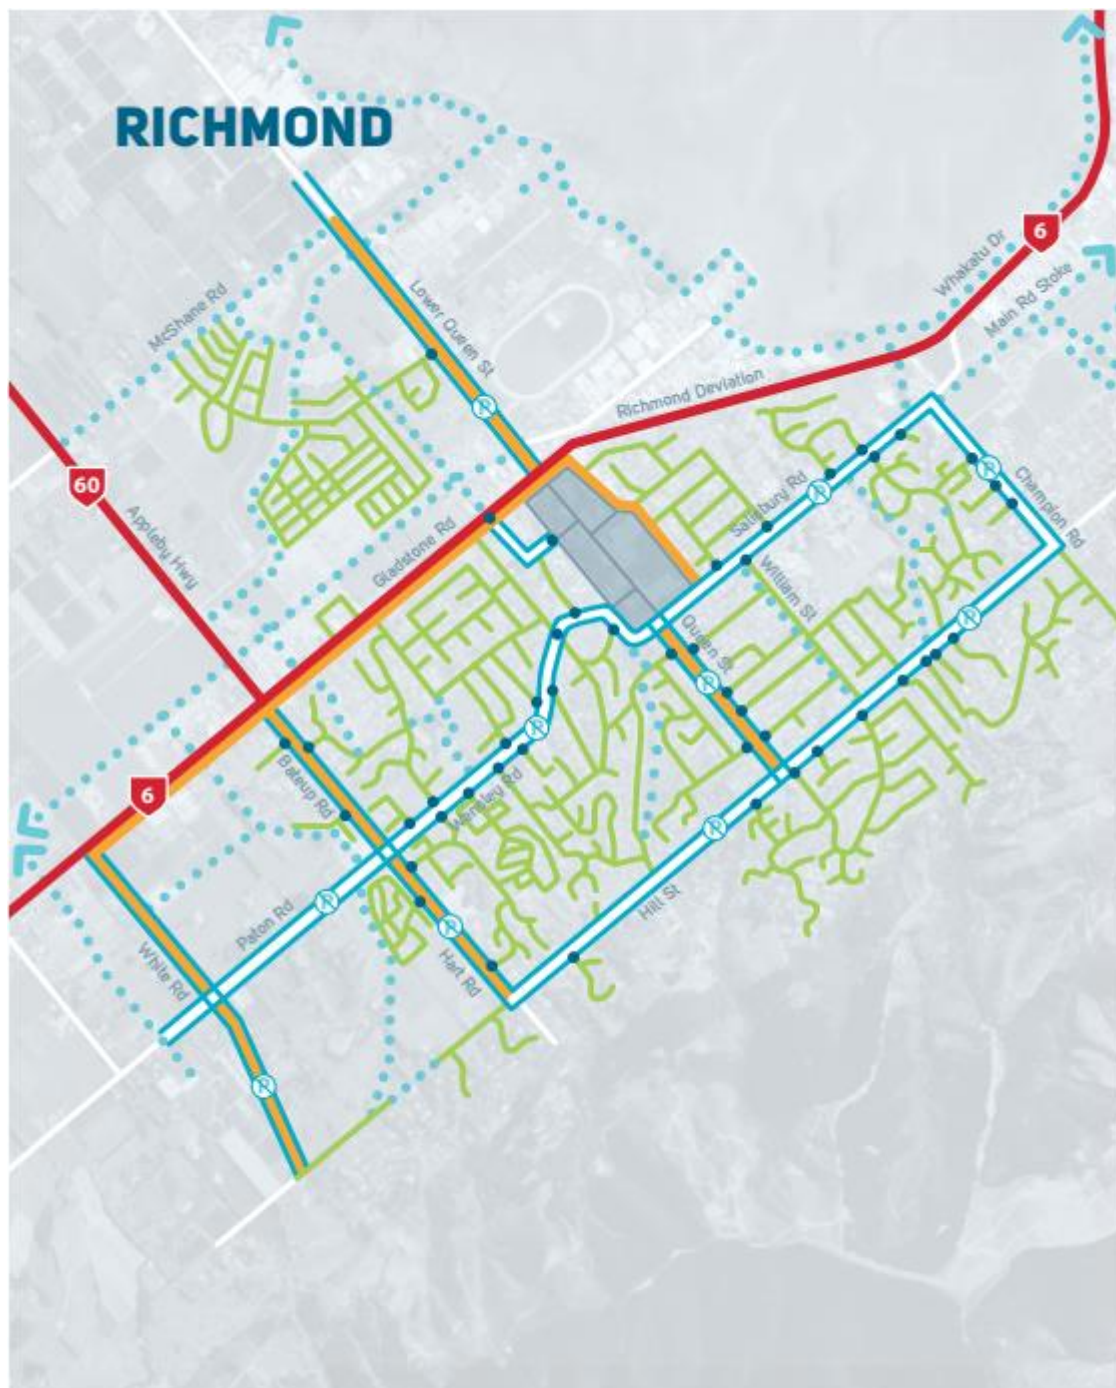 RICHMOND
6
Whakatu Dr
Main Rd Stoke
McShane Rd
Lower Queen St
Richmond Deviation
P
60
Appleby Hwy
Gladstone Rd
Salisbury Rd
P
P
Champion Rd
William St
Queen St
P
P
P
6
Bateup Rd
Wensley Rd
P
Hill St
Paton Rd
P
P
White Rd
Hart Rd
P